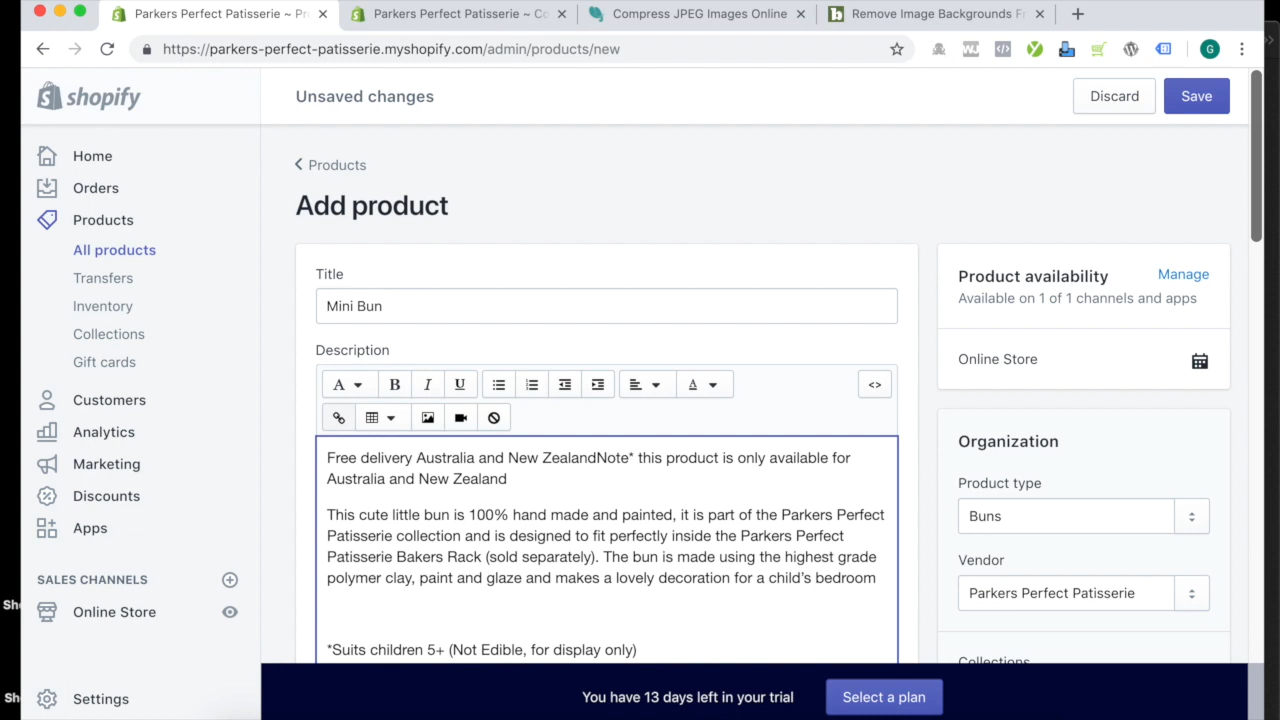 Parkers Perfect Patisserie ~ Pr
Parkers Perfect Patisserie ~ Co
Compress JPEG Images Online
Remove Image Backgrounds Fr
https://parkers-perfect-patisserie.myshopify.com/admin/products/new
WJ
G
shopify
Unsaved changes
Discard
Save
Home
Orders
Products
All products
Transfers
Inventory
Collections
Gift cards
Customers
Analytics
Marketing
Discounts
Apps
SALES CHANNELS
Online Store
Settings
Sho
Sho
Products
Add product
Title
Mini Bun
Description
A
B
I
U
A
<>
Free delivery Australia and New ZealandNote* this product is only available for
Australia and New Zealand
This cute little bun is 100% hand made and painted, it is part of the Parkers Perfect
Patisserie collection and is designed to fit perfectly inside the Parkers Perfect
Patisserie Bakers Rack (sold separately). The bun is made using the highest grade
polymer clay, paint and glaze and makes a lovely decoration for a child's bedroom
*Suits children 5+ (Not Edible, for display only)
Product availability
Manage
Available on 1 of 1 channels and apps
Online Store
Organization
Product type
Buns
Vendor
Parkers Perfect Patisserie
Collections
You have 13 days left in your trial
Select a plan